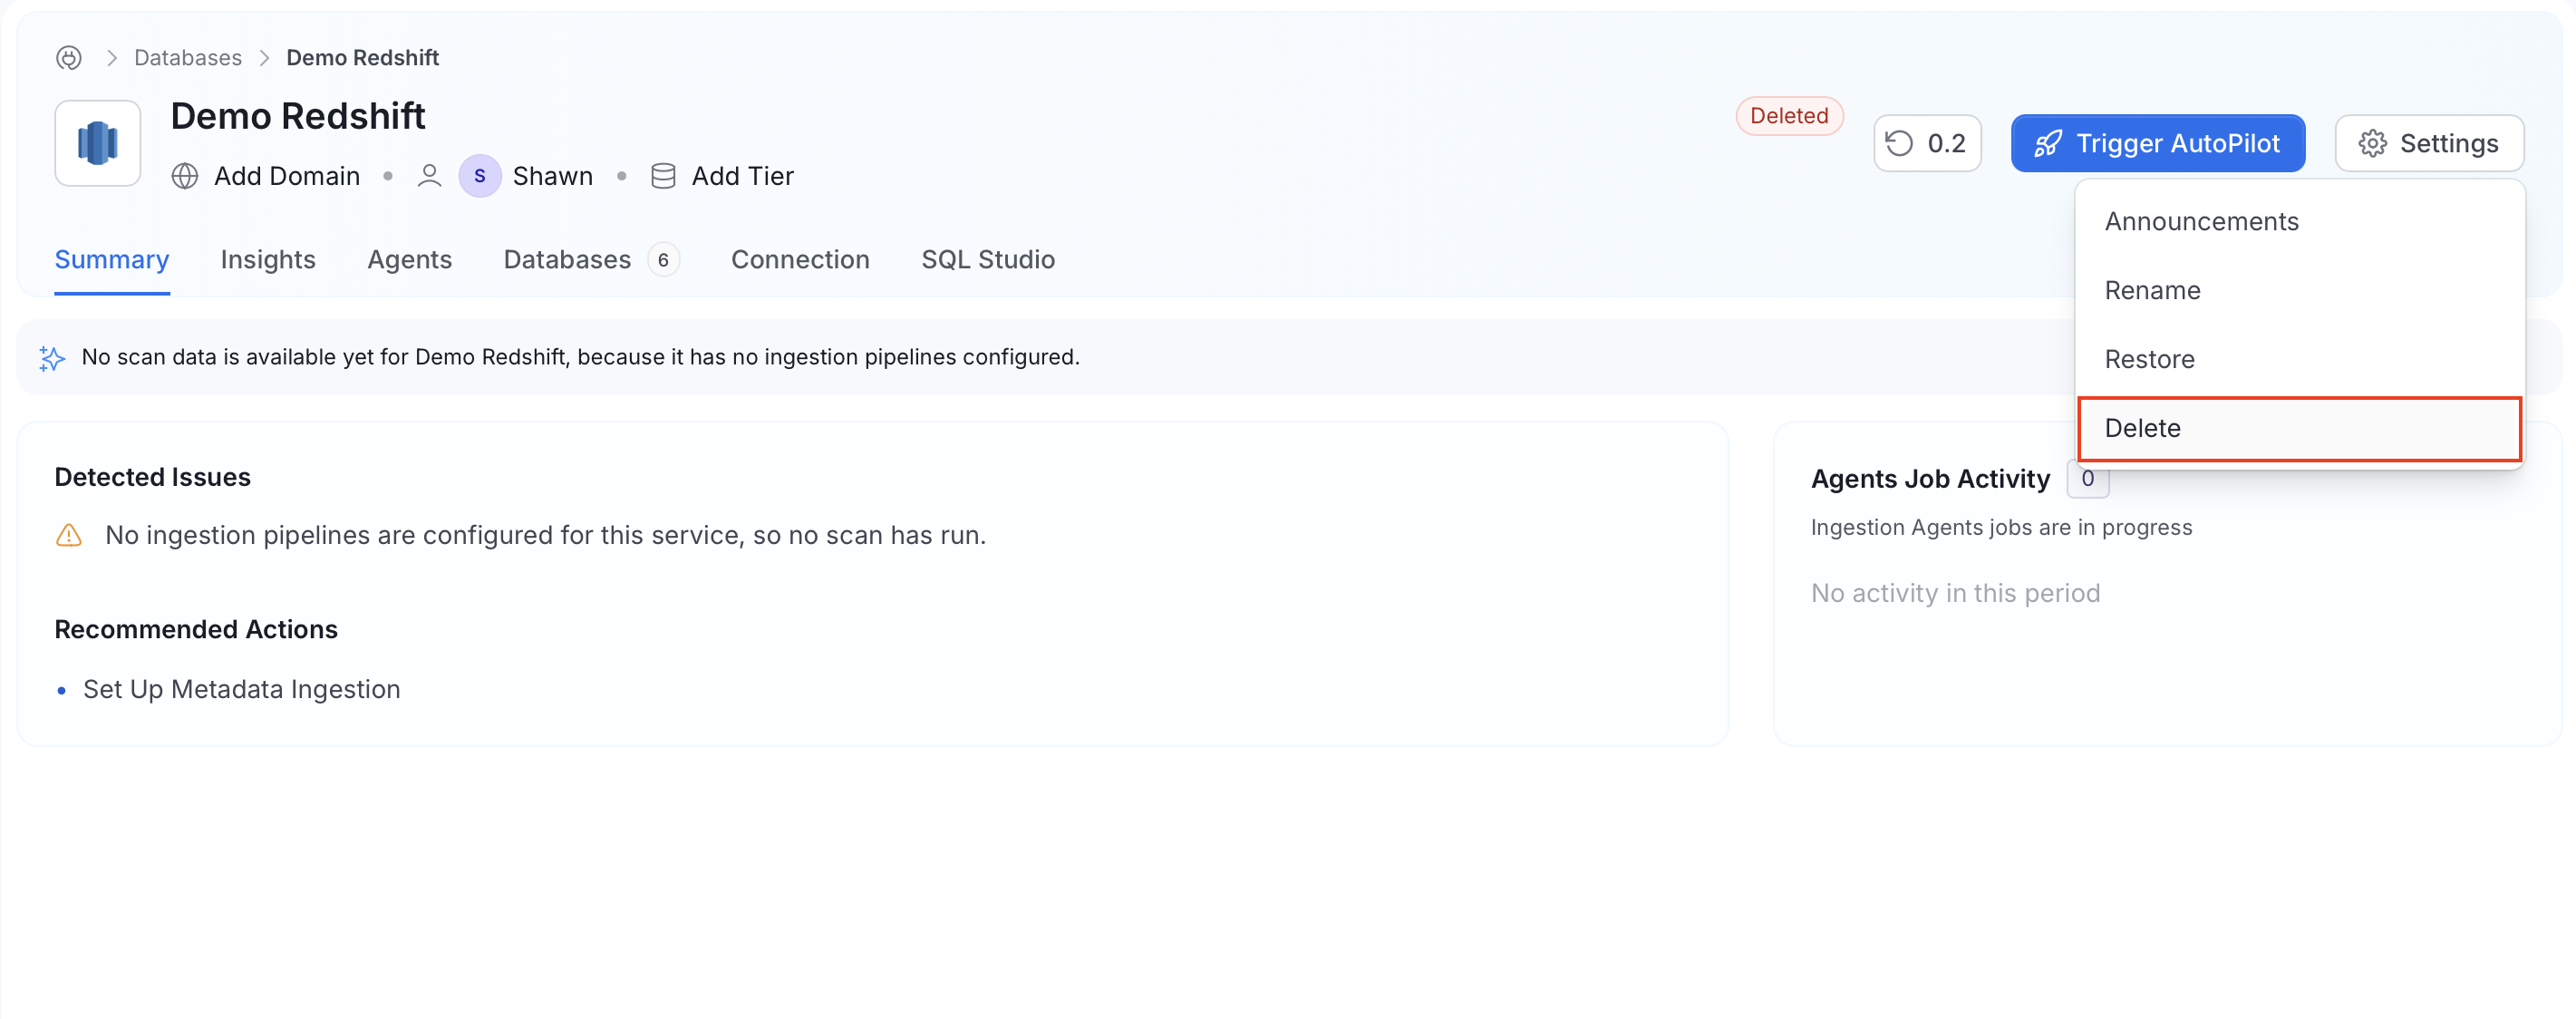 Databases
Demo Redshift
Demo Redshift
Deleted
0.2
Trigger AutoPilot
Settings
Add Domain
S
Shawn
Add Tier
Announcements
Rename
Restore
Delete
Summary
Insights
Agents
Databases
6
Connection
SQL Studio
No scan data is available yet for Demo Redshift, because it has no ingestion pipelines configured.
Detected Issues
No ingestion pipelines are configured for this service, so no scan has run.
Recommended Actions
Set Up Metadata Ingestion
Agents Job Activity
0
Ingestion Agents jobs are in progress
No activity in this period